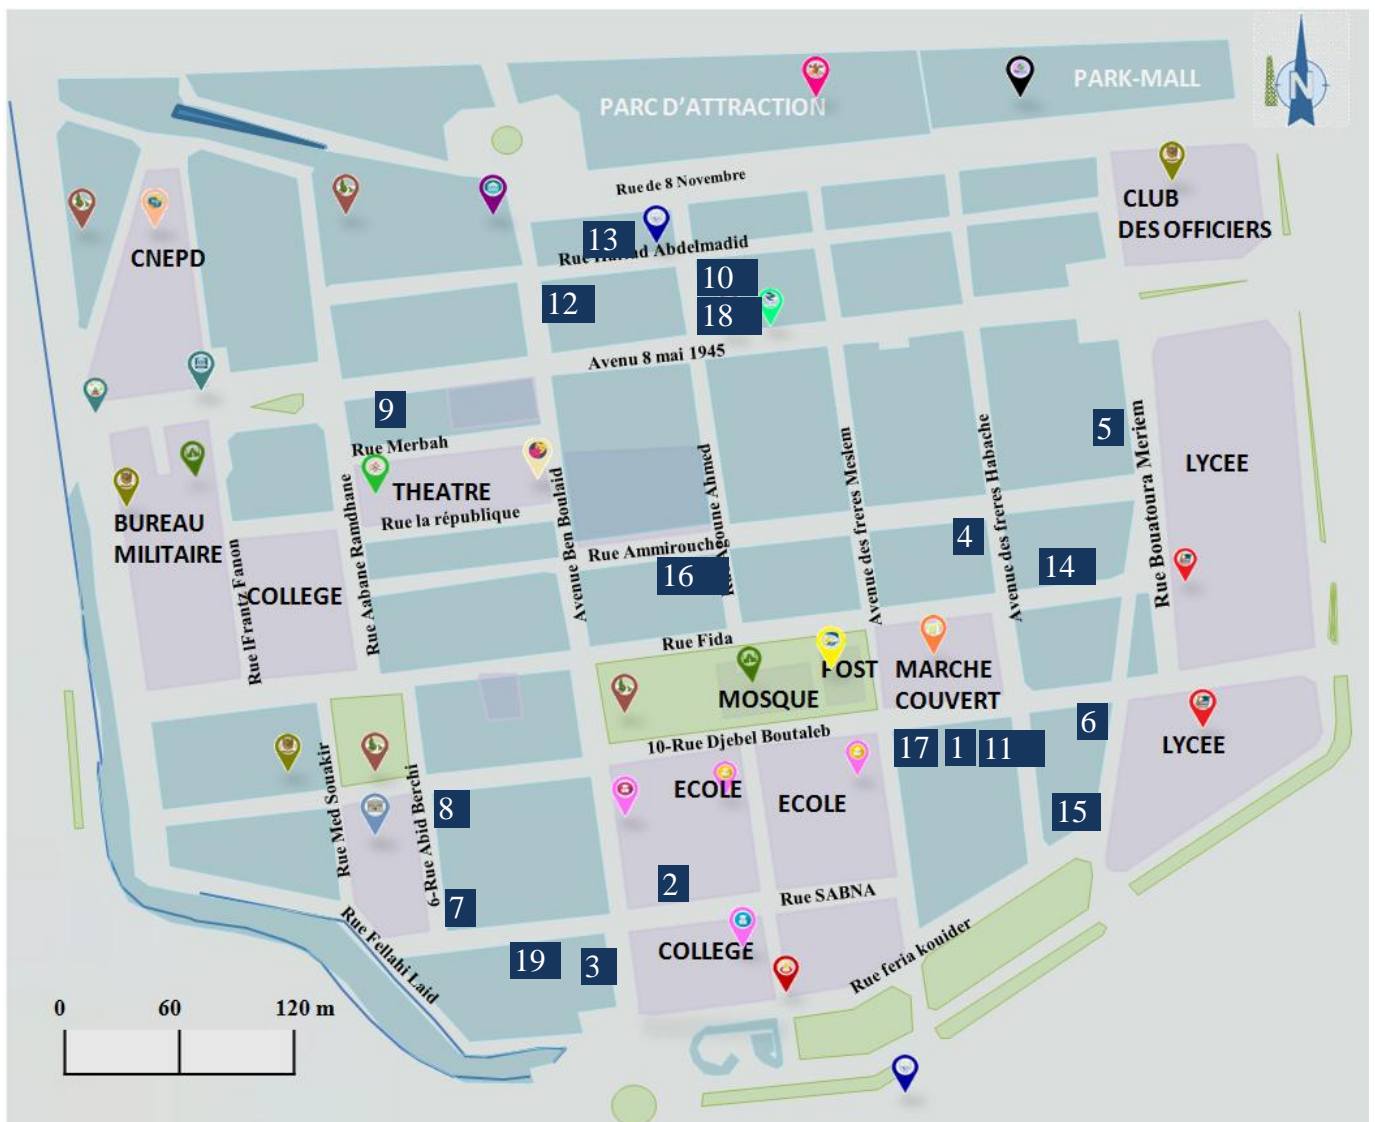 N
PARC D'ATTRACTION
PARK-MALL
Rue de 8 Novembre
CLUB
DES OFFICIERS
CNEPD
13
Abdelmadid
10
12
18
Avenu 8 mai 1945
9
5
Rue Merbah
LYCEE
THEATRE
Rue la république
BUREAU
MILITAIRE
Rue Ammirouche
4
14
16
COLLEGE
Rue lFrantz Fanon
Rue Aabane Ramdhane
Avenue Ben Boulaid
Avenue des freres Meslem
Avenue des freres Habache
Rue Bouatoura Meriem
Rue Fida
FOST
MARCHE
COUVERT
MOSQUE
10-Rue Djebel Boutaleb
17
1
11
6
LYCEE
ECOLE
ECOLE
8
15
Rue Med Souakir
6-Rue Abid Berchi
2
Rue SABNA
7
COLLEGE
19
3
Rue Fellahi Laid
Rue feria kouider
0 60 120 m